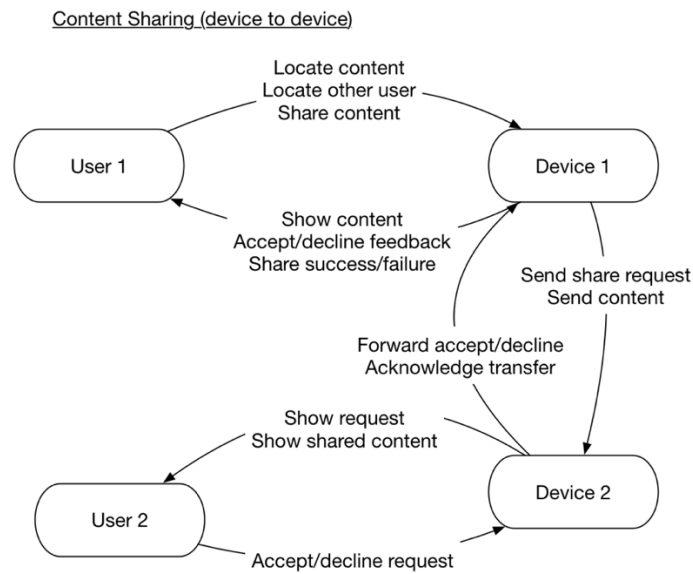 Content Sharing (device to device)
Locate content
Locate other user
Share content
User 1
Device 1
Show content
Accept/decline feedback
Share success/failure
Send share request
Send content
Forward accept/decline
Acknowledge transfer
Show request
Show shared content
User 2
Device 2
Accept/decline request